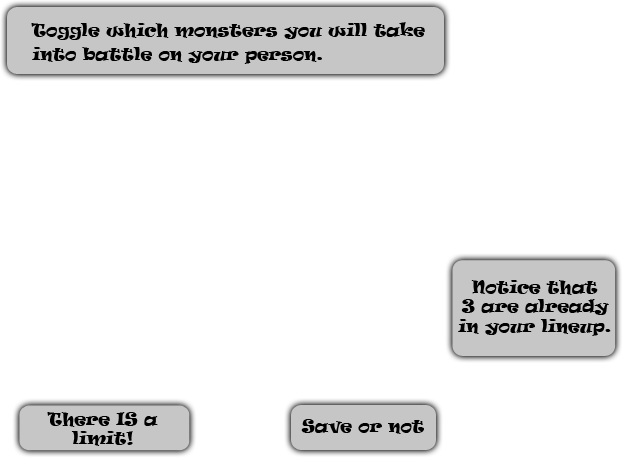 Toggle which monsters you will take
into battle on your person.
Notice that
3 are already
in your lineup.
There IS a
limit!
Save or not